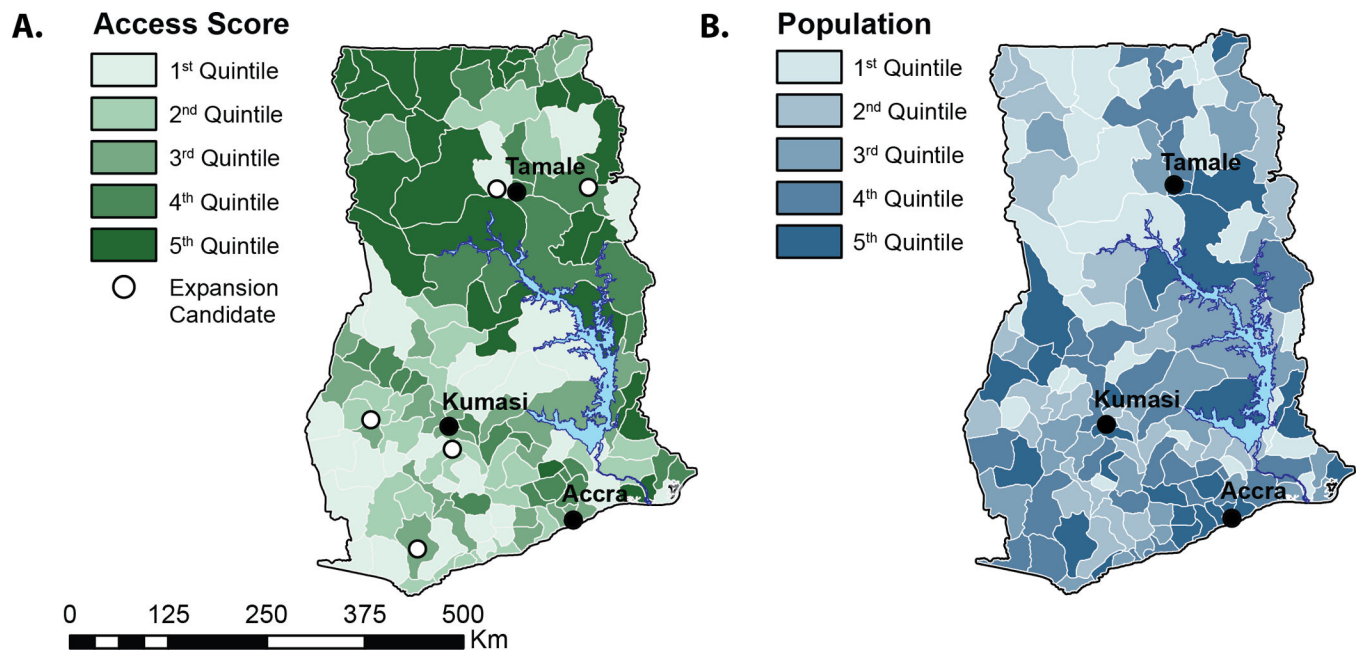 A.
Access Score
1st Quintile
2nd Quintile
3rd Quintile
4th Quintile
5th Quintile
Expansion
Candidate
Tamale
Kumasi
Accra
0 125 250 375 500
Km
B.
Population
1st Quintile
2nd Quintile
3rd Quintile
4th Quintile
5th Quintile
Tamale
Kumasi
Accra